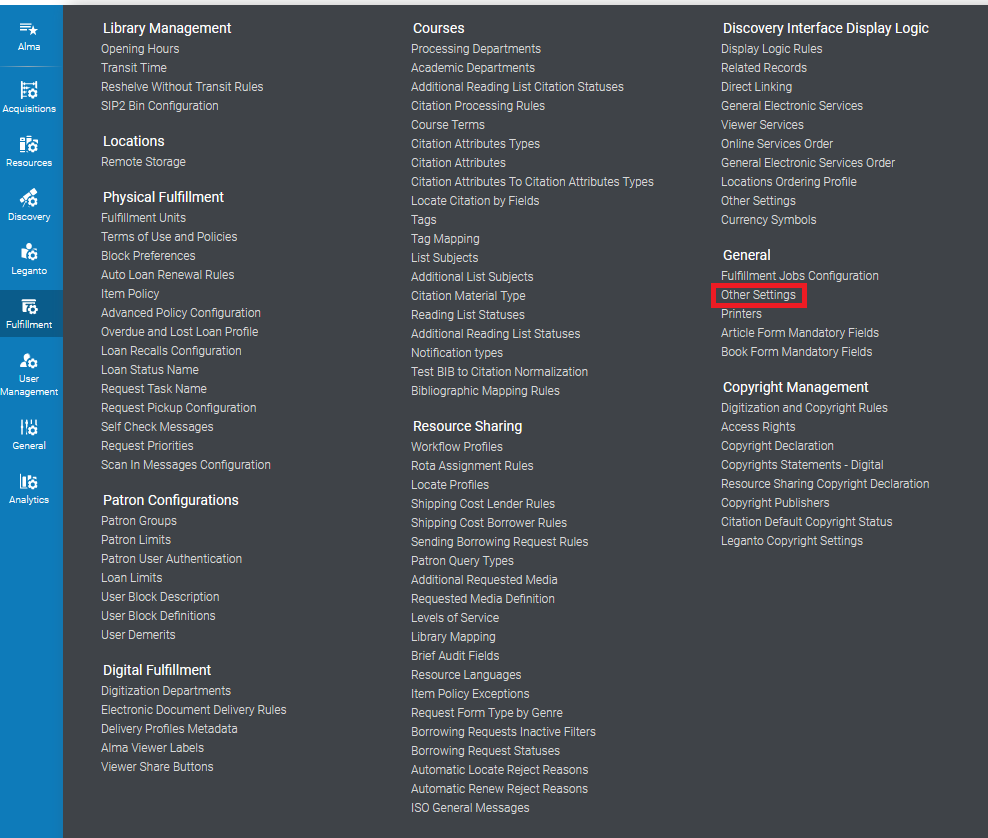 Alma
Acquisitions
Resources
Discovery
Leganto
Fulfillment
User
Management
General
Analytics
Library Management
Opening Hours
Transit Time
Reshelve Without Transit Rules
SIP2 Bin Configuration
Locations
Remote Storage
Physical Fulfillment
Fulfillment Units
Terms of Use and Policies
Block Preferences
Auto Loan Renewal Rules
Item Policy
Advanced Policy Configuration
Overdue and Lost Loan Profile
Loan Recalls Configuration
Loan Status Name
Request Task Name
Request Pickup Configuration
Self Check Messages
Request Priorities
Scan In Messages Configuration
Patron Configurations
Patron Groups
Patron Limits
Patron User Authentication
Loan Limits
User Block Description
User Block Definitions
User Demerits
Digital Fulfillment
Digitization Departments
Electronic Document Delivery Rules
Delivery Profiles Metadata
Alma Viewer Labels
Viewer Share Buttons
Courses
Processing Departments
Academic Departments
Additional Reading List Citation Statuses
Citation Processing Rules
Course Terms
Citation Attributes Types
Citation Attributes
Citation Attributes To Citation Attributes Types
Locate Citation by Fields
Tags
Tag Mapping
List Subjects
Additional List Subjects
Citation Material Type
Reading List Statuses
Additional Reading List Statuses
Notification types
Test BIB to Citation Normalization
Bibliographic Mapping Rules
Resource Sharing
Workflow Profiles
Rota Assignment Rules
Locate Profiles
Shipping Cost Lender Rules
Shipping Cost Borrower Rules
Sending Borrowing Request Rules
Patron Query Types
Additional Requested Media
Requested Media Definition
Levels of Service
Library Mapping
Brief Audit Fields
Resource Languages
Item Policy Exceptions
Request Form Type by Genre
Borrowing Requests Inactive Filters
Borrowing Request Statuses
Automatic Locate Reject Reasons
Automatic Renew Reject Reasons
ISO General Messages
Discovery Interface Display Logic
Display Logic Rules
Related Records
Direct Linking
General Electronic Services
Viewer Services
Online Services Order
General Electronic Services Order
Locations Ordering Profile
Other Settings
Currency Symbols
General
Fulfillment Jobs Configuration
Other Settings
Printers
Article Form Mandatory Fields
Book Form Mandatory Fields
Copyright Management
Digitization and Copyright Rules
Access Rights
Copyright Declaration
Copyrights Statements - Digital
Resource Sharing Copyright Declaration
Copyright Publishers
Citation Default Copyright Status
Leganto Copyright Settings